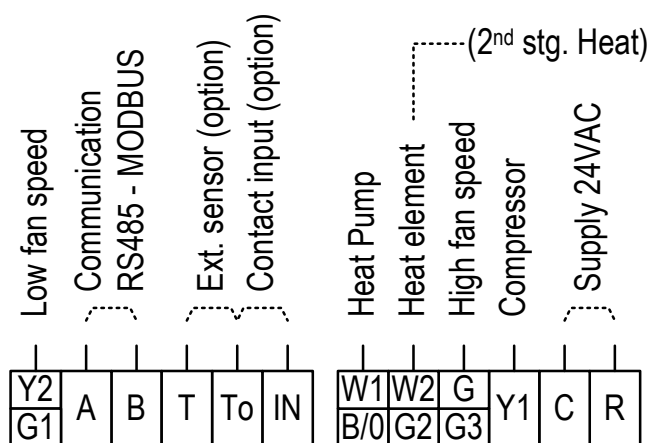 (2nd stg. Heat)
Low fan speed
Communication
RS485 - MODBUS
Ext. sensor (option)
Contact input (option)
Heat Pump
Heat element
High fan speed
Compressor
Supply 24VAC
Y2 A B T To IN W1 W2 G Y1 C R
G1 B/0 G2 G3